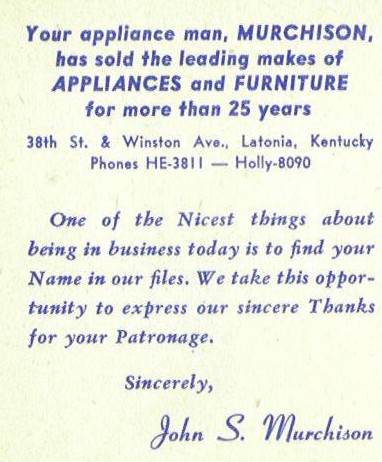 Your appliance man, MURCHISON,
has sold the leading makes of
APPLIANCES and FURNITURE
for more than 25 years
38th St. & Winston Ave., Latonia, Kentucky
Phones HE-3811 — Holly-8090
One of the Nicest things about
being in business today is to find your
Name in our files. We take this oppor-
tunity to express our sincere Thanks
for your Patronage.
Sincerely,
John S. Murchison